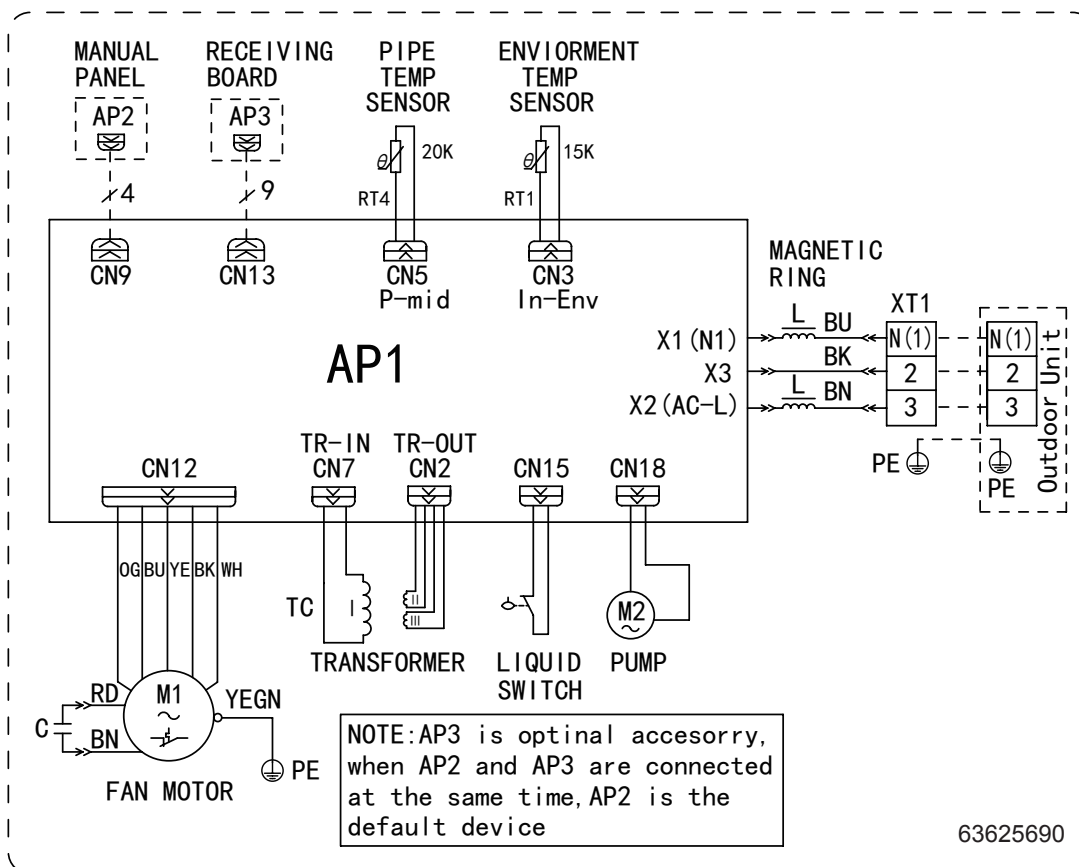 MANUAL
PANEL
RECEIVING
BOARD
PIPE
TEMP
SENSOR
ENVIORMENT
TEMP
SENSOR
AP2
AP3
θ
20K
θ
15K
4
9
RT4
RT1
CN9
CN13
CN5
P-mid
CN3
In-Env
MAGNETIC
RING
AP1
X1(N1)
L
BU
XT1
N(1)
N(1)
X3
BK
2
2
X2(AC-L)
L
BN
3
3
PE
PE
Outdoor Unit
CN12
TR-IN
CN7
TR-OUT
CN2
CN15
CN18
OG
BU
YE
BK
WH
TC
I
II
III
M2
~
TRANSFORMER
LIQUID
SWITCH
PUMP
RD
M1
~
YEGN
C
BN
PE
FAN MOTOR
NOTE:AP3 is optinal accesorry,
when AP2 and AP3 are connected
at the same time,AP2 is the
default device
63625690